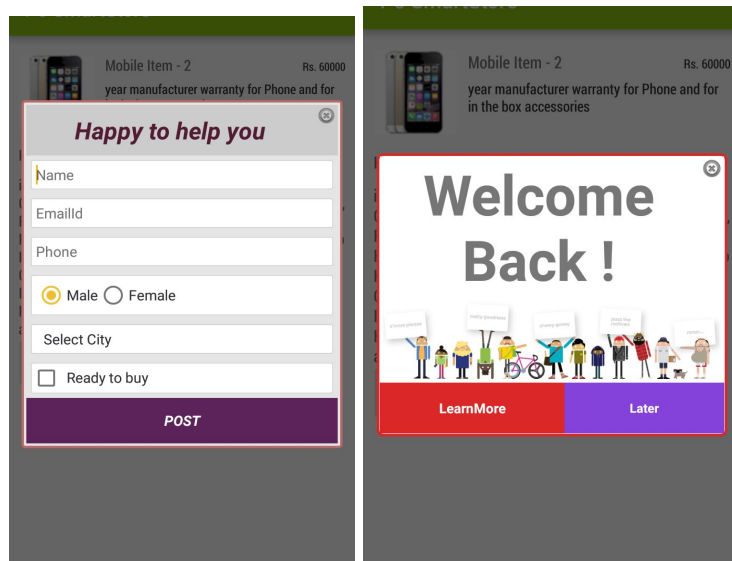 Mobile Item - 2
Rs. 60000
year manufacturer warranty for Phone and for
Happy to help you
Name
EmailId
Phone
Male
Female
Select City
Ready to buy
POST
Mobile Item - 2
Rs. 60000
year manufacturer warranty for Phone and for
in the box accessories
Welcome
Back !
LearnMore
Later